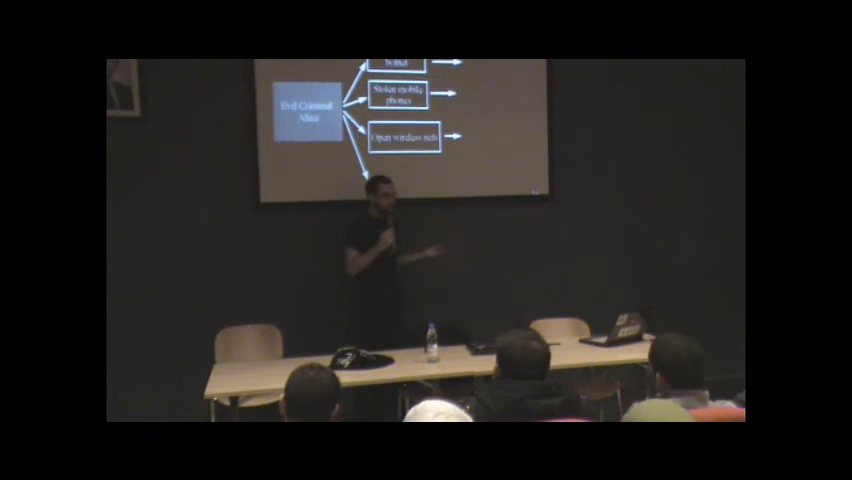 botnet
Stolen mobile
phones
Evil Criminal
Alice
Open wireless nets